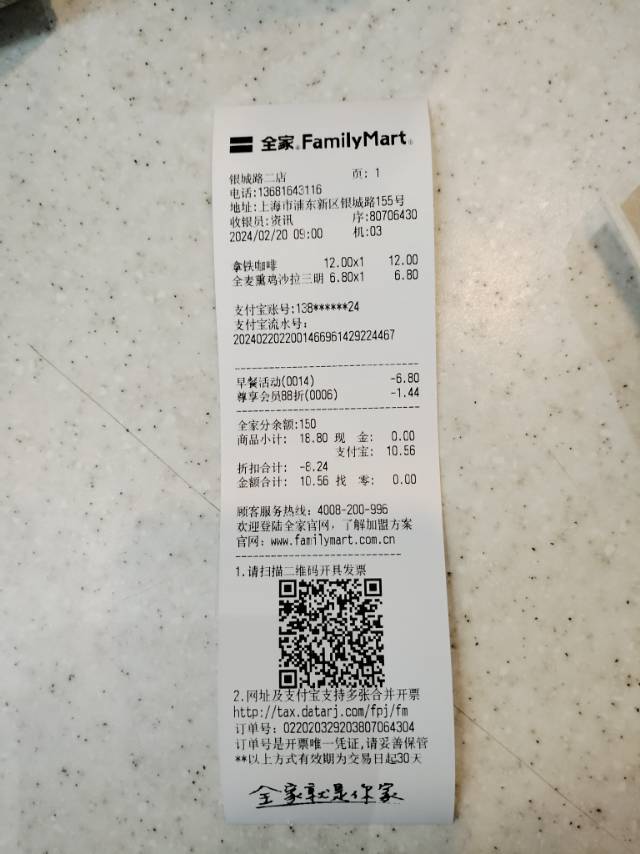 全家 FamilyMart
银城路二店 页: 1
电话:13681643116
地址:上海市浦东新区银城路155号
收银员:资讯 序:80706430
2024/02/20 09:00 机:03
拿铁咖啡 12.00x1 12.00
全麦熏鸡沙拉三明 6.80x1 6.80
支付宝账号:138******24
支付宝流水号:
2024022022001466961429224467
早餐活动(0014) -6.80
尊享会员88折(0006) -1.44
全家分余额:150
商品小计: 18.80 现 金: 0.00
支付宝: 10.56
折扣合计: -8.24
金额合计: 10.56 找 零: 0.00
顾客服务热线: 4008-200-996
欢迎登陆全家官网,了解加盟方案
官网: www.familymart.com.cn
1.请扫描二维码开具发票
2.网址及支付宝支持多张合并开票
http://tax.datarj.com/fpj/fm
订单号: 022020329203807064304
订单号是开票唯一凭证,请妥善保管
**以上方式有效期为交易日起30天
全家就是你家